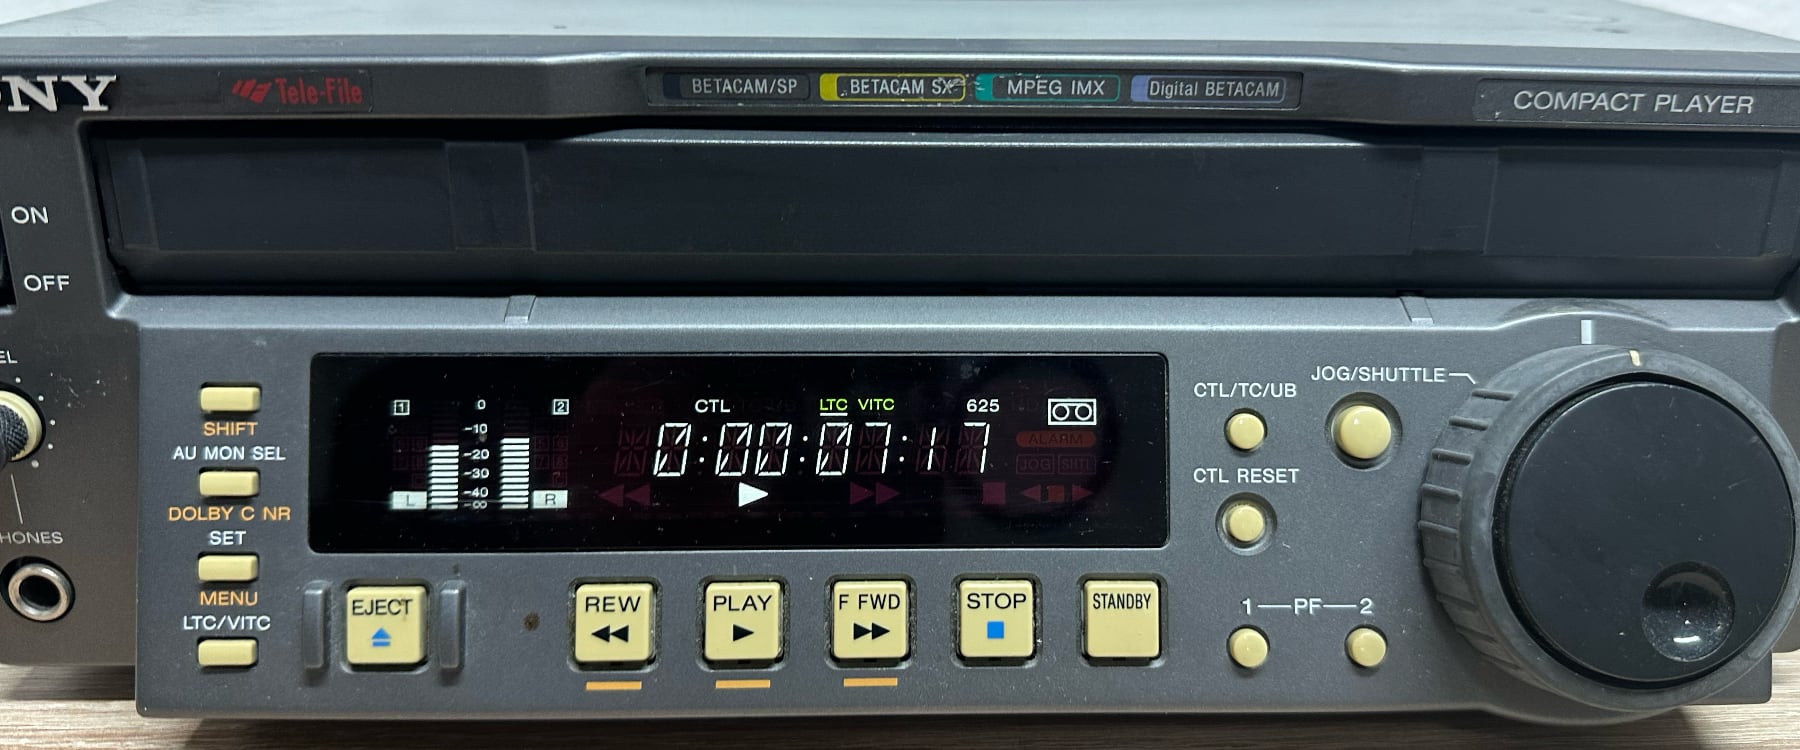 ONY
Tele-File
BETACAM/SP
BETACAM SX
MPEG IMX
Digital BETACAM
COMPACT PLAYER
ON
OFF
EL
HONES
SHIFT
AU MON SEL
DOLBY C NR
SET
MENU
LTC/VITC
1
2
0
-10
-20
-30
-40
-∞
L
R
CTL
LTC VITC
625
0:00:07:17
ALARM
JOG SHTL
CTL/TC/UB
JOG/SHUTTLE
CTL RESET
1 PF 2
EJECT
REW
PLAY
F FWD
STOP
STANDBY